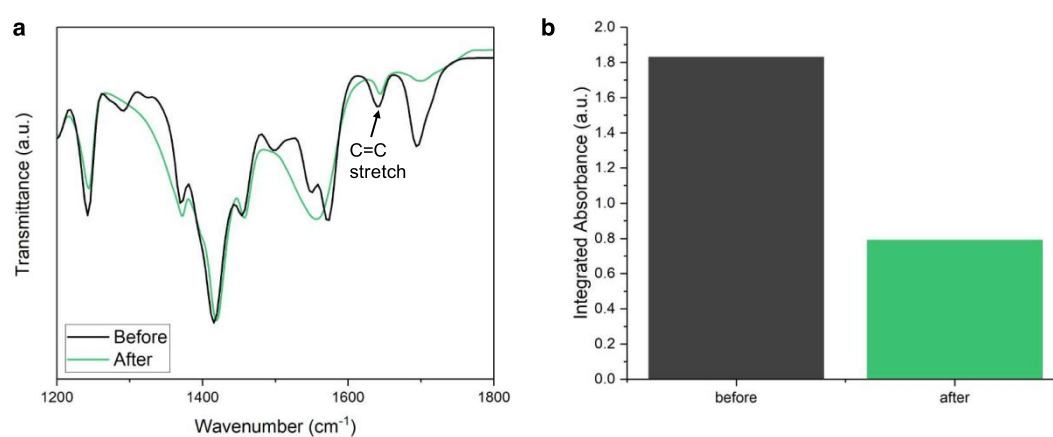 a
Transmittance (a.u.)
C=C
stretch
Before
After
1200
1400
1600
1800
Wavenumber (cm⁻¹)
b
Integrated Absorbance (a.u.)
2.0
1.8
1.6
1.4
1.2
1.0
0.8
0.6
0.4
0.2
0.0
before
after